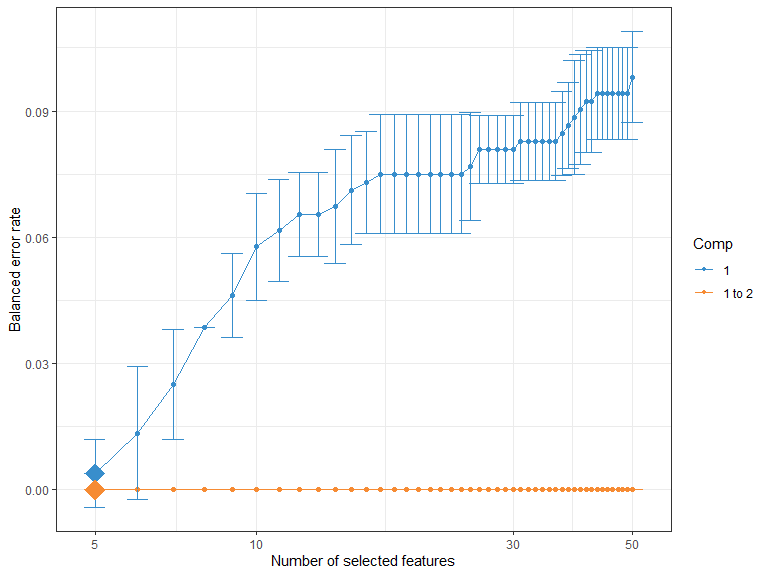 Balanced error rate
0.09
0.06
0.03
0.00
5
10
30
50
Number of selected features
Comp
1
1 to 2